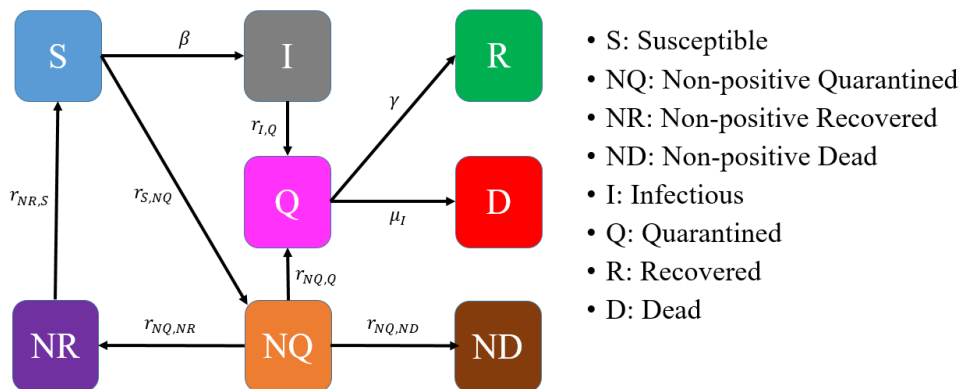 S
β
I
R
r_{I,Q}
γ
r_{NR,S}
r_{S,NQ}
Q
μ_I
D
r_{NQ,Q}
NR
r_{NQ,NR}
NQ
r_{NQ,ND}
ND
• S: Susceptible
• NQ: Non-positive Quarantined
• NR: Non-positive Recovered
• ND: Non-positive Dead
• I: Infectious
• Q: Quarantined
• R: Recovered
• D: Dead